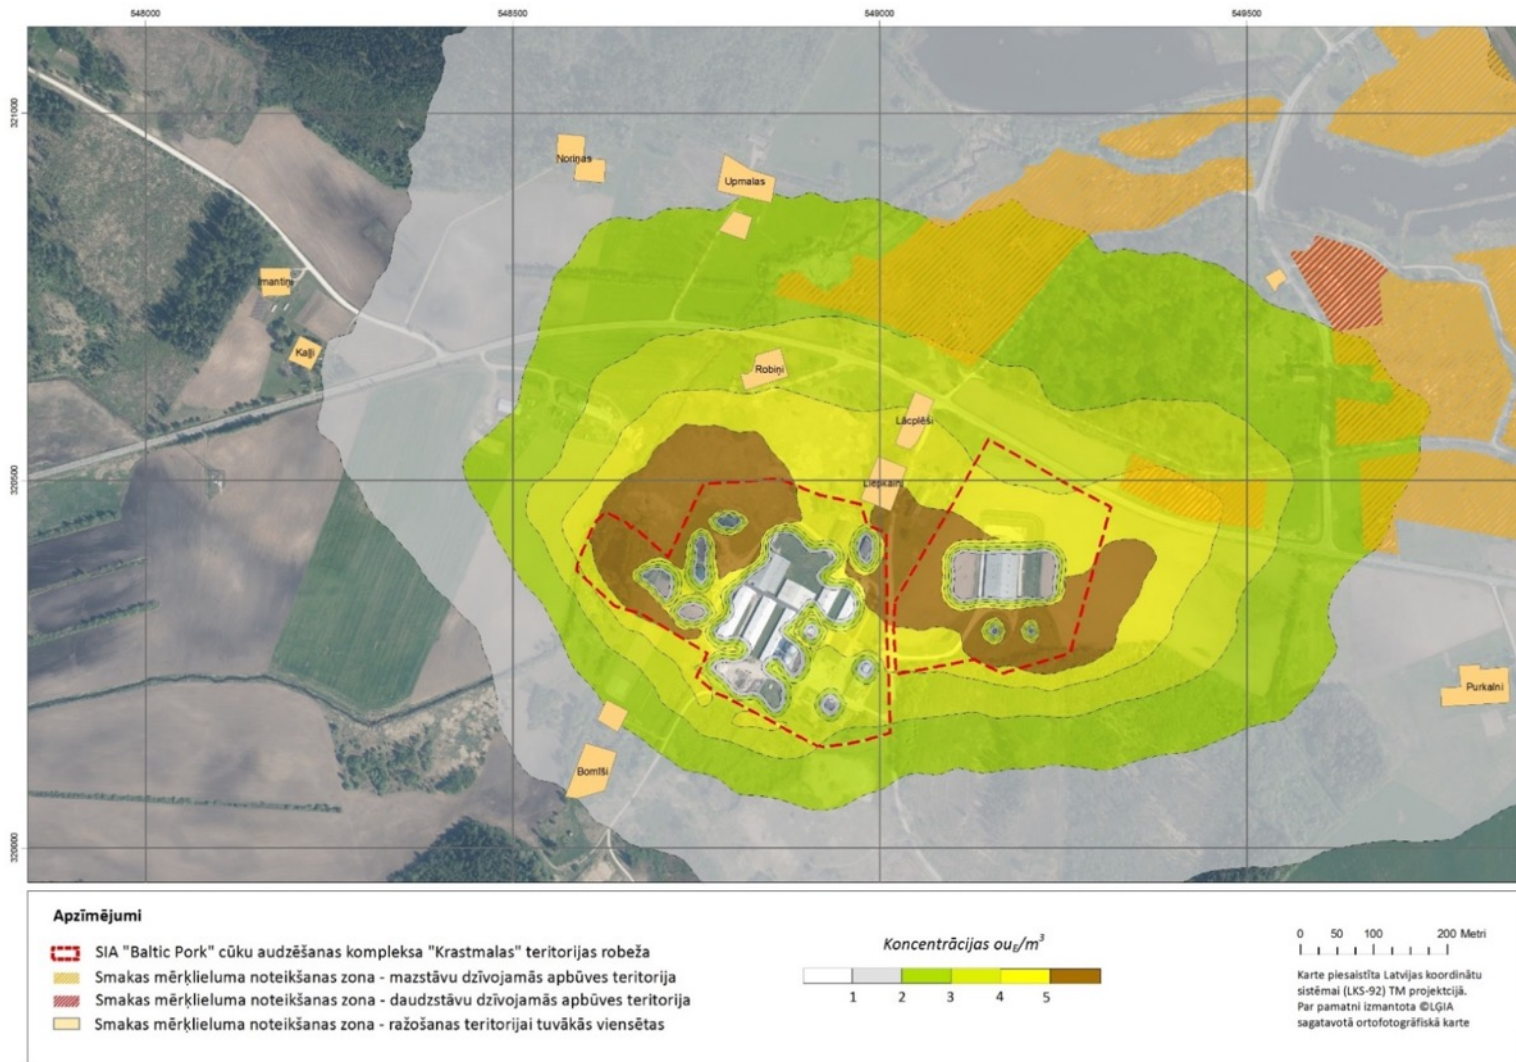 548000
548500
549000
549500
321000
320500
320000
Noriņas
Upmalas
Imantiņi
Kaļļi
Robiņi
Lācplēši
Liepkalni
Purkalni
Bomīši
Apzīmējumi
SIA "Baltic Pork" cūku audzēšanas kompleksa "Krastmalas" teritorijas robeža
Smakas mērķlieluma noteikšanas zona - mazstāvu dzīvojamās apbūves teritorija
Smakas mērķlieluma noteikšanas zona - daudzstāvu dzīvojamās apbūves teritorija
Smakas mērķlieluma noteikšanas zona - ražošanas teritorijai tuvākās viensētas
Koncentrācijas ouE/m³
1 2 3 4 5
0 50 100 200 Metri
Karte piesaistīta Latvijas koordinātu
sistēmai (LKS-92) TM projekcijā.
Par pamatni izmantota ©LĢIA
sagatavotā ortofotogrāfiskā karte